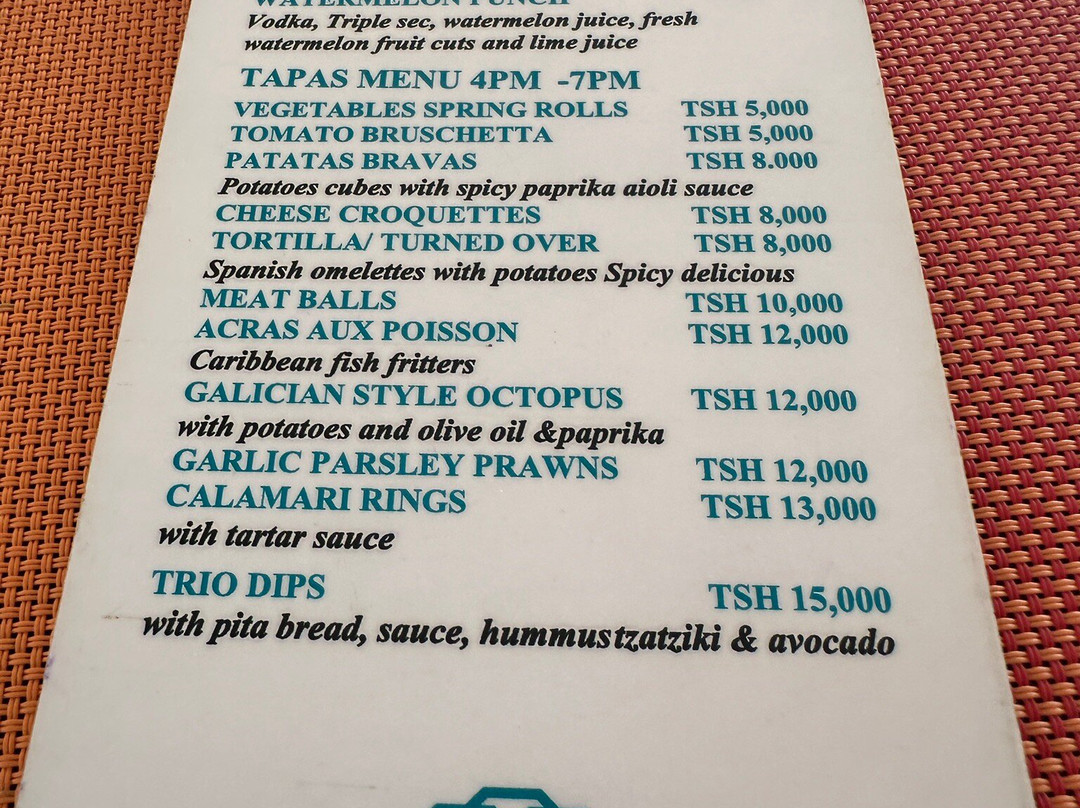 WATERMELON PUNCH
Vodka, Triple sec, watermelon juice, fresh
watermelon fruit cuts and lime juice
TAPAS MENU 4PM -7PM
VEGETABLES SPRING ROLLS TSH 5,000
TOMATO BRUSCHETTA TSH 5,000
PATATAS BRAVAS TSH 8.000
Potatoes cubes with spicy paprika aioli sauce
CHEESE CROQUETTES TSH 8,000
TORTILLA/ TURNED OVER TSH 8,000
Spanish omelettes with potatoes Spicy delicious
MEAT BALLS TSH 10,000
ACRAS AUX POISSON TSH 12,000
Caribbean fish fritters
GALICIAN STYLE OCTOPUS TSH 12,000
with potatoes and olive oil &paprika
GARLIC PARSLEY PRAWNS TSH 12,000
CALAMARI RINGS TSH 13,000
with tartar sauce
TRIO DIPS TSH 15,000
with pita bread, sauce, hummus tzatziki & avocado